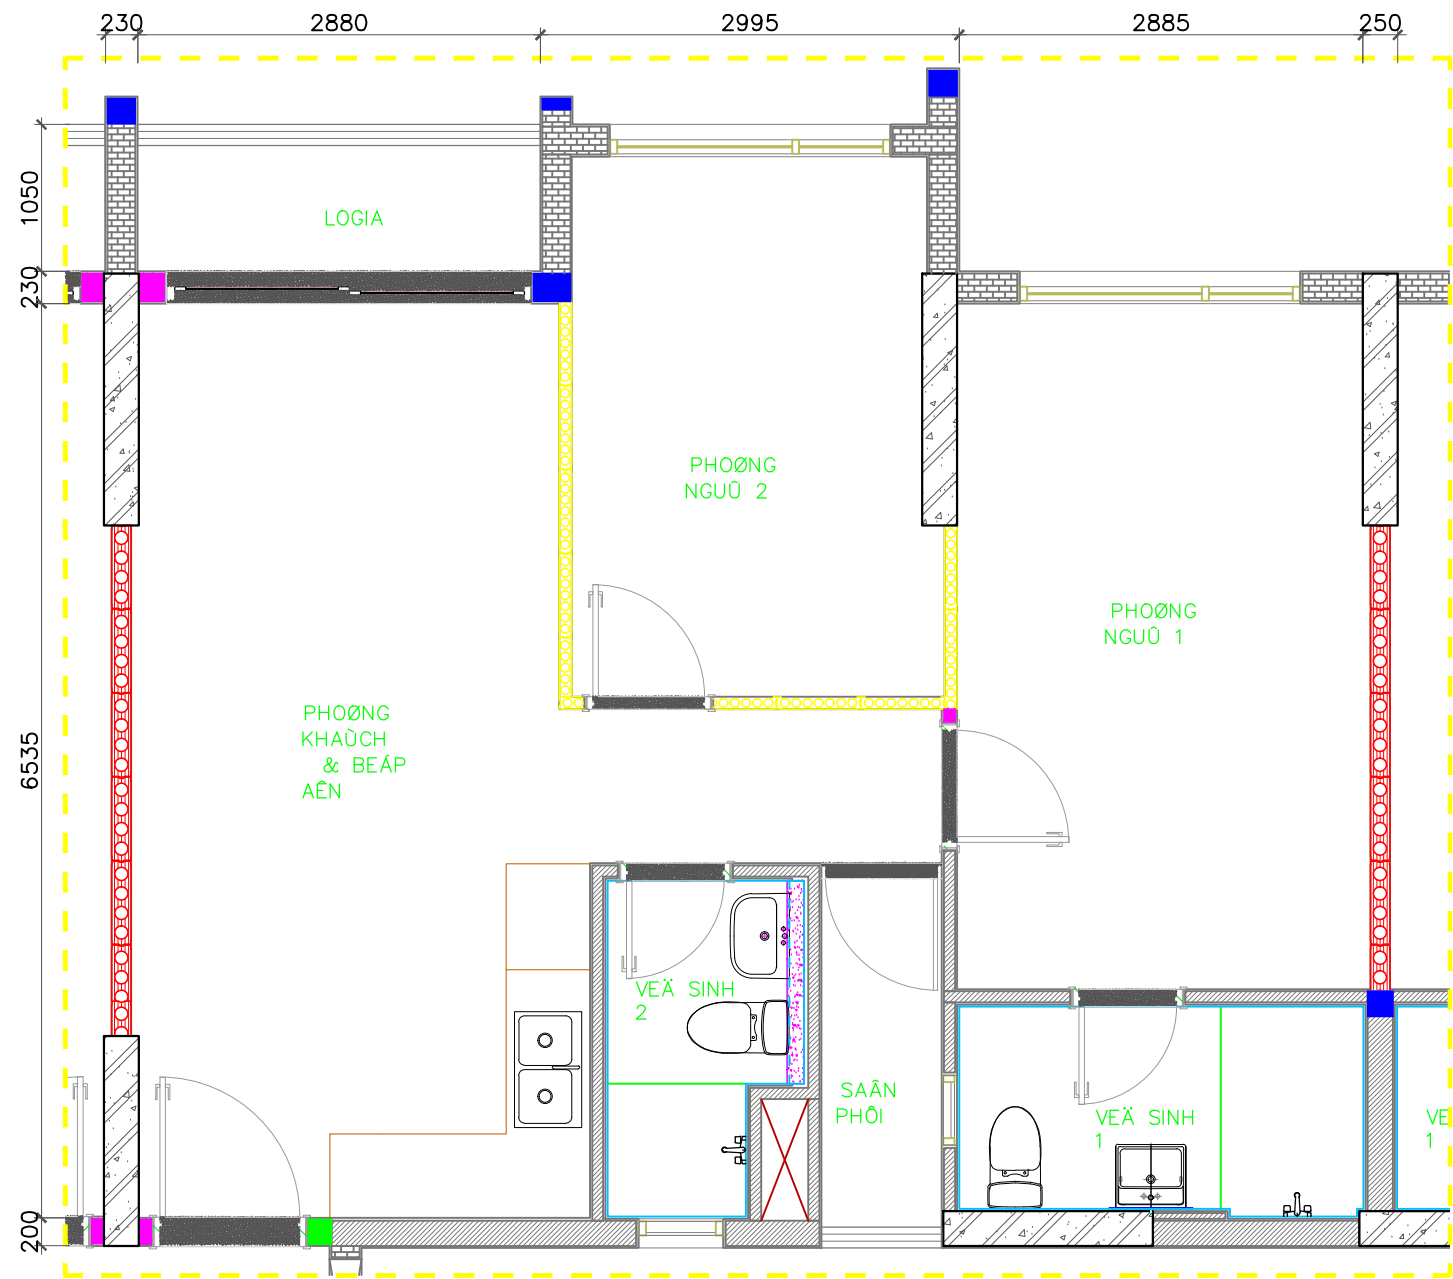 230 2880 2995 2885 250
1050
LOGIA
230
PHOØNG
NGUÛ 2
PHOØNG
NGUÛ 1
PHOØNG
KHAÙCH
& BEÁP
AÊN
6535
VEÄ SINH
2
SAÂN
PHÔI
VEÄ SINH
1
VE
1
200